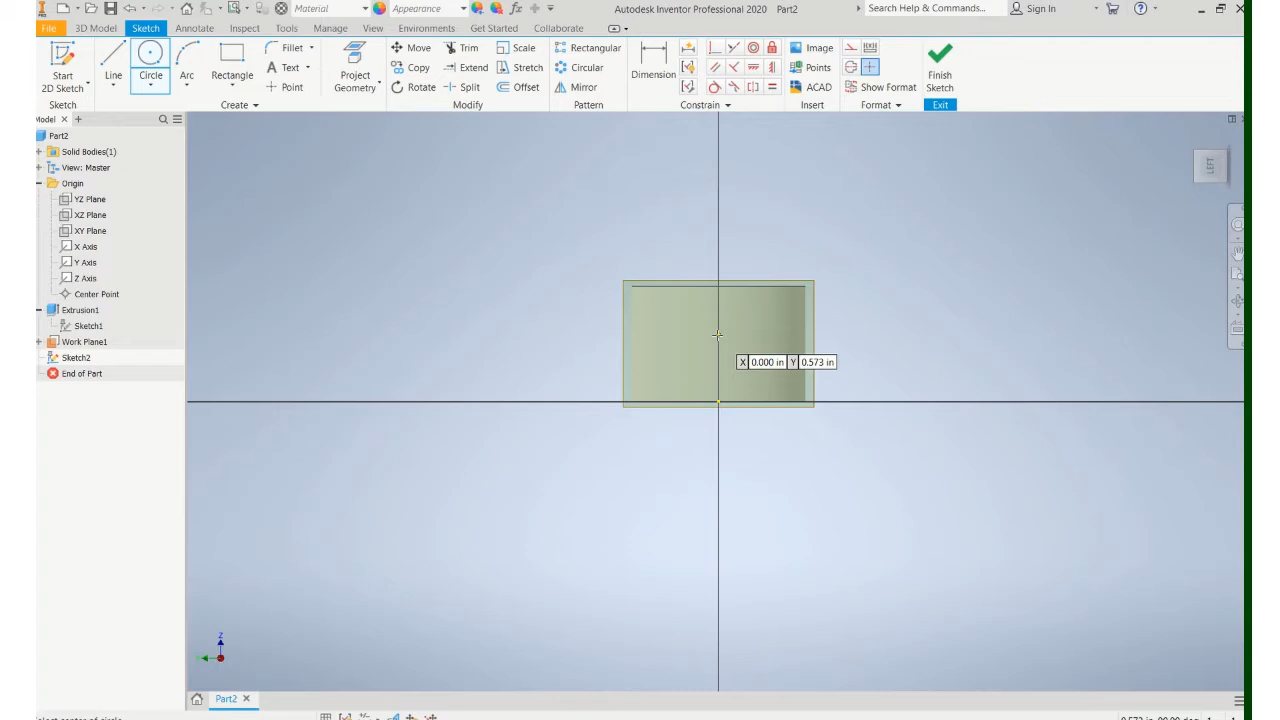 PRO
Material
Appearance
fx
Autodesk Inventor Professional 2020
Part2
Search Help & Commands...
Sign In
File
3D Model
Sketch
Annotate
Inspect
Tools
Manage
View
Environments
Get Started
Collaborate
Start
2D Sketch
Line
Circle
Arc
Rectangle
Fillet
Text
Point
Project
Geometry
Move
Copy
Rotate
Trim
Extend
Split
Scale
Stretch
Offset
Rectangular
Circular
Mirror
Dimension
Image
Points
ACAD
Show Format
Finish
Sketch
Sketch
Create
Modify
Pattern
Constrain
Insert
Format
Exit
Model
Part2
Solid Bodies(1)
View: Master
Origin
YZ Plane
XZ Plane
XY Plane
X Axis
Y Axis
Z Axis
Center Point
Extrusion1
Sketch1
Work Plane1
Sketch2
End of Part
LEFT
X 0.000 in Y 0.573 in
Z
Part2